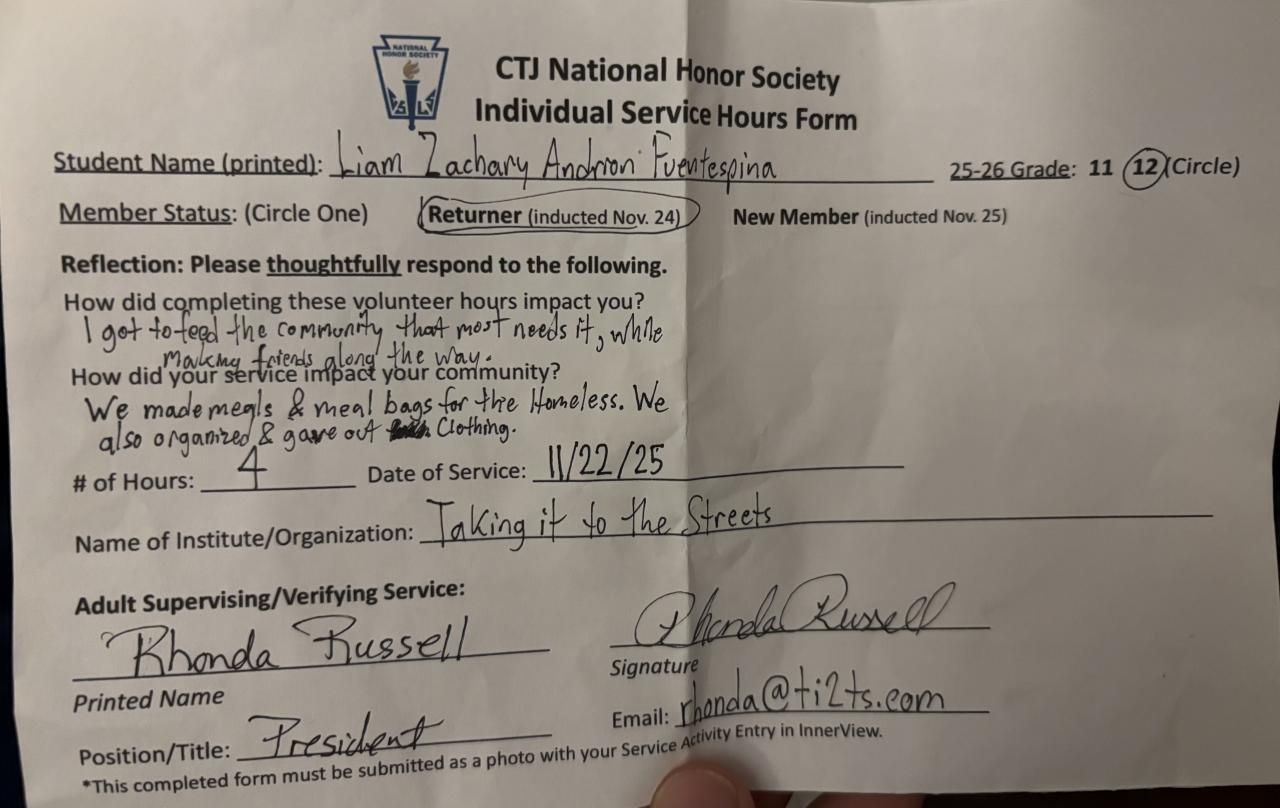 NATIONAL
HONOR SOCIETY
S L
CTJ National Honor Society
Individual Service Hours Form
Student Name (printted): Liam Zachary Andrion Fuentespina 25-26 Grade: 11 12 (Circle)
Member Status: (Circle One) Returner (inducted Nov. 24) New Member (inducted Nov. 25)
Reflection: Please thoughtfully respond to the following.
How did completing these volunteer hours impact you?
I got to feed the community that most needs it, while
making friends along the way.
How did your service impact your community?
We made meals & meal bags for the Homeless. We
also organized & gave out Clothing.
# of Hours: 4 Date of Service: 11/22/25
Name of Institute/Organization: Taking it to the Streets
Adult Supervising/Verifying Service:
Rhonda Russell Rhonda Russell
Printed Name Signature
Position/Title: President Email: rhonda@ti2ts.com
*This completed form must be submitted as a photo with your Service Activity Entry in InnerView.